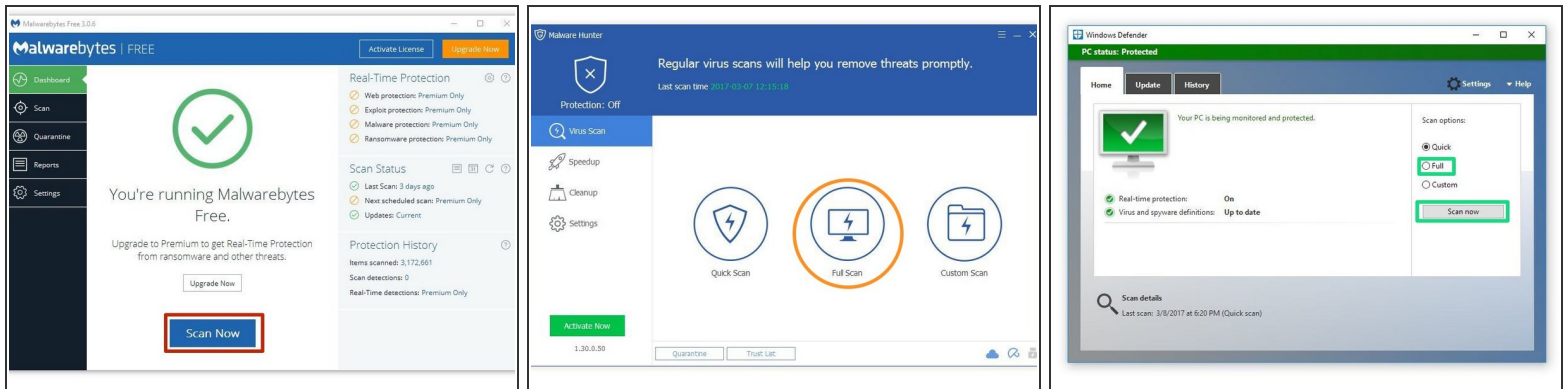 Malwarebytes Free 3.0.6
Malwarebytes | FREE
Activate License
Upgrade Now
Dashboard
Scan
Quarantine
Reports
Settings
You're running Malwarebytes
Free.
Upgrade to Premium to get Real-Time Protection
from ransomware and other threats.
Upgrade Now
Scan Now
Real-Time Protection
Web protection: Premium Only
Exploit protection: Premium Only
Malware protection: Premium Only
Ransomware protection: Premium Only
Scan Status
Last Scan: 3 days ago
Next scheduled scan: Premium Only
Updates: Current
Protection History
Items scanned: 3,172,661
Scan detections: 0
Real-Time detections: Premium Only
Malware Hunter
Protection: Off
Regular virus scans will help you remove threats promptly.
Last scan time 2017-03-07 12:15:18
Virus Scan
Speedup
Cleanup
Settings
Quick Scan
Full Scan
Custom Scan
Activate Now
1.30.0.50
Quarantine
Trust List
Windows Defender
PC status: Protected
Home
Update
History
Settings
Help
Your PC is being monitored and protected.
Scan options:
Quick
Full
Custom
Scan now
Real-time protection: On
Virus and spyware definitions: Up to date
Scan details
Last scan: 3/8/2017 at 6:20 PM (Quick scan)